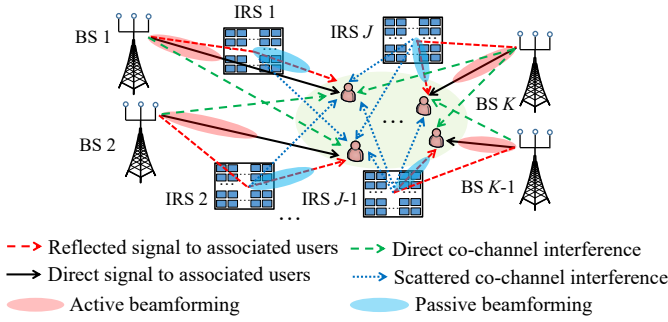 IRS 1
IRS J
BS 1
BS K
BS 2
...
IRS 2
...
IRS J-1
BS K-1
Reflected signal to associated users
Direct co-channel interference
Direct signal to associated users
Scattered co-channel interference
Active beamforming
Passive beamforming